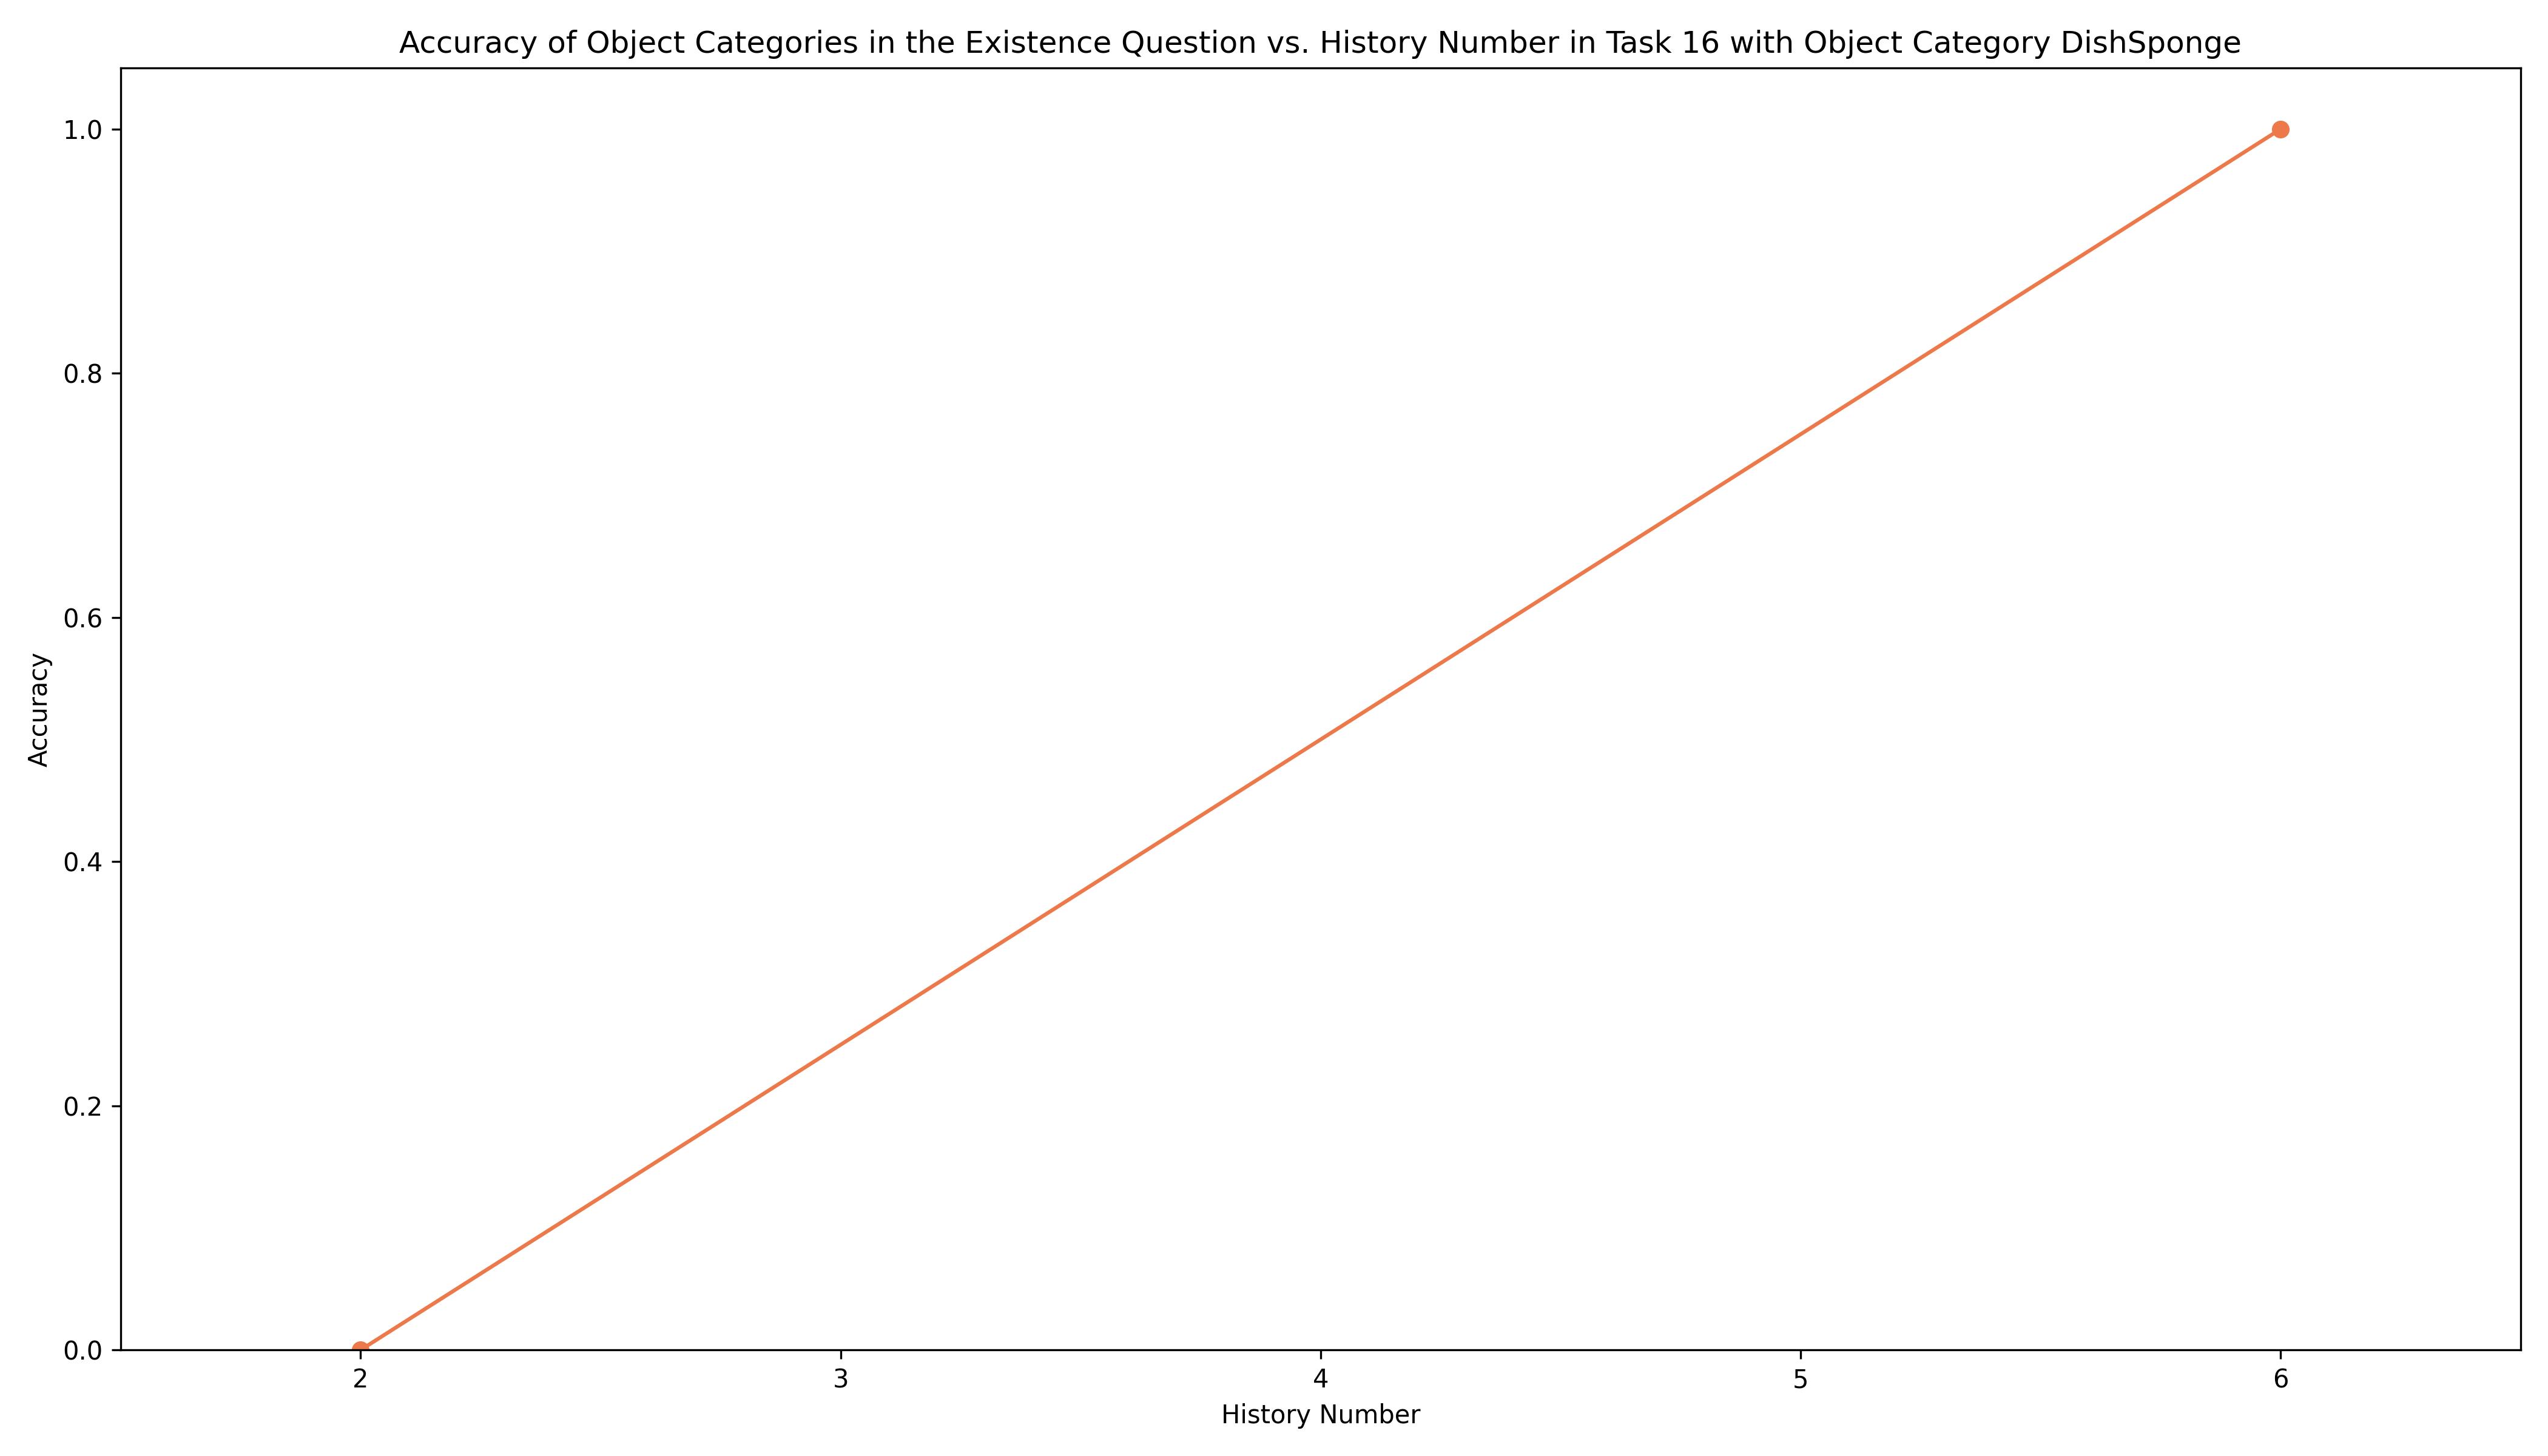 Accuracy of Object Categories in the Existence Question vs. History Number in Task 16 with Object Category DishSponge
1.0
0.8
0.6
0.4
0.2
0.0
Accuracy
2 3 4 5 6
History Number